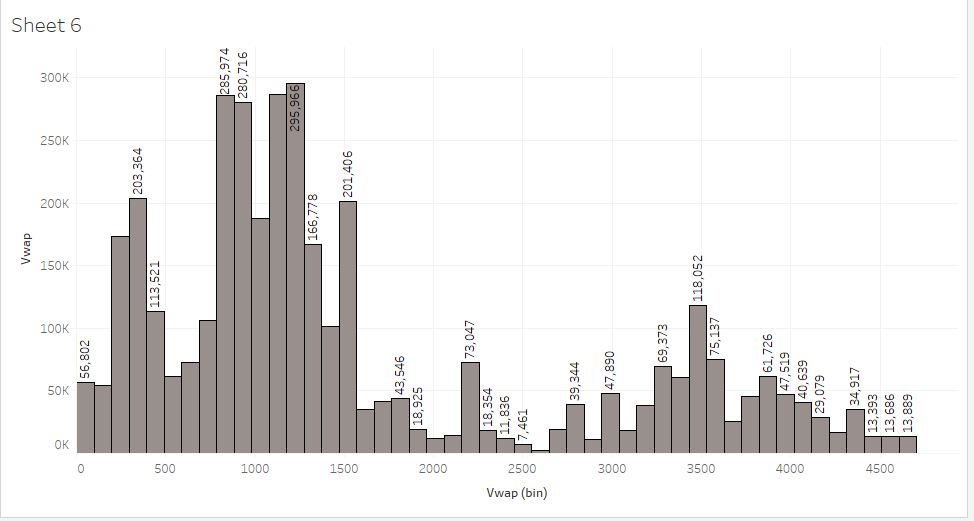 Sheet 6
300K
250K
200K
150K
100K
50K
0K
Vwap
56,802
203,364
113,521
285,974
280,716
295,966
166,778
201,406
43,546
18,925
73,047
18,354
11,836
7,461
39,344
47,890
69,373
118,052
75,137
61,726
47,519
40,639
29,079
34,917
13,393
13,686
13,889
0 500 1000 1500 2000 2500 3000 3500 4000 4500
Vwap (bin)